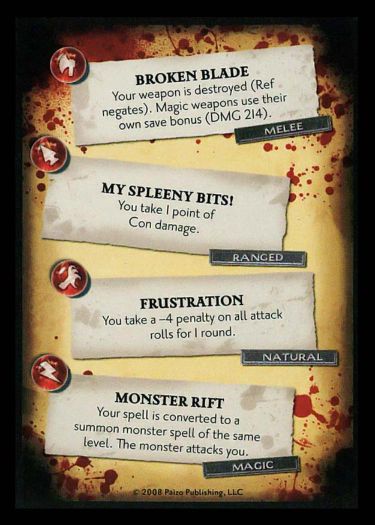 BROKEN BLADE
Your weapon is destroyed (Ref
negates). Magic weapons use their
own save bonus (DMG 214).
MELEE
MY SPLEENY BITS!
You take 1 point of
Con damage.
RANGED
FRUSTRATION
You take a –4 penalty on all attack
rolls for 1 round.
NATURAL
MONSTER RIFT
Your spell is converted to a
summon monster spell of the same
level. The monster attacks you.
MAGIC
© 2008 Paizo Publishing, LLC